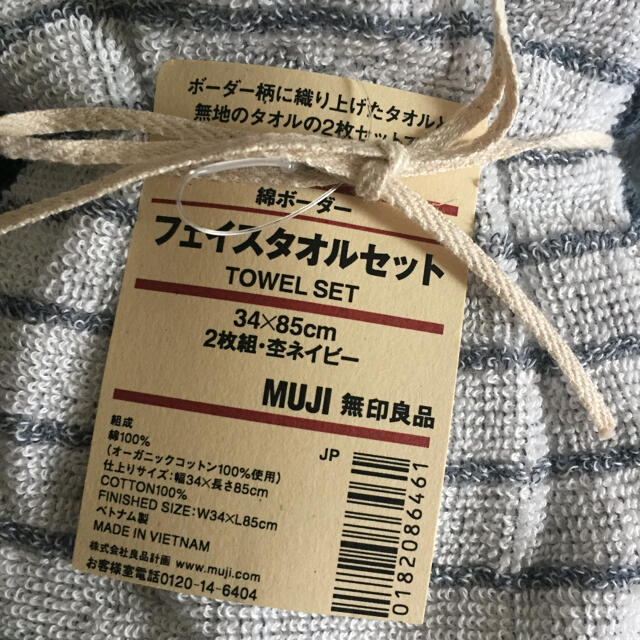 ボーダー柄に織り上げたタオルと
無地のタオルの2枚セット
綿ボーダー
フェイスタオルセット
TOWEL SET
34×85cm
2枚組・杢ネイビー
MUJI 無印良品
組成
綿100%
(オーガニックコットン100%使用)
仕上りサイズ:幅34×長さ85cm
COTTON100%
FINISHED SIZE:W34×L85cm
ベトナム製
MADE IN VIETNAM
株式会社良品計画 www.muji.com
お客様室電話0120-14-6404
JP
0182086461